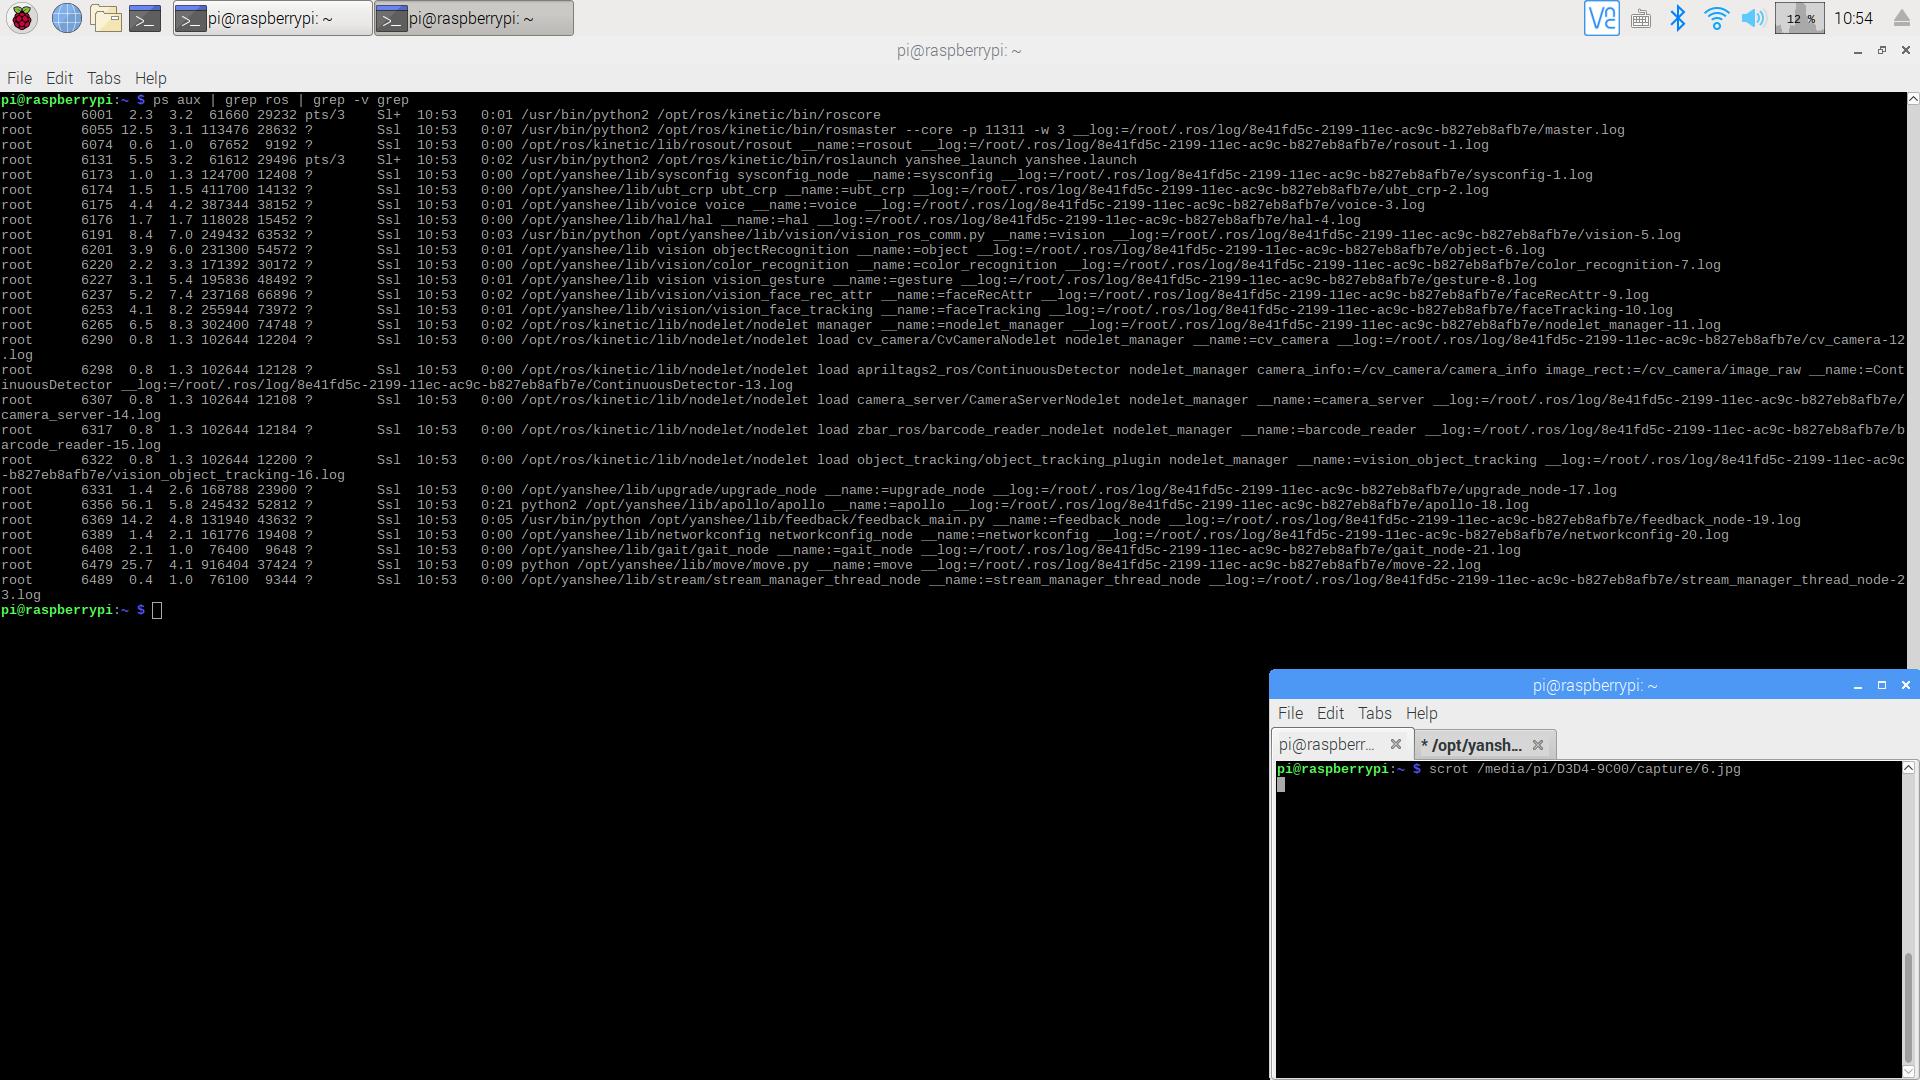 pi@raspberrypi: ~
pi@raspberrypi: ~
12 %
10:54
pi@raspberrypi: ~
File Edit Tabs Help
pi@raspberrypi:~ $ ps aux | grep ros | grep -v grep
root      6001  2.3  3.2  61660 29232 pts/3    Sl+  10:53   0:01 /usr/bin/python2 /opt/ros/kinetic/bin/roscore
root      6055 12.5  3.1 113476 28632 ?        Ssl  10:53   0:07 /usr/bin/python2 /opt/ros/kinetic/bin/rosmaster --core -p 11311 -w 3 __log:=/root/.ros/log/8e41fd5c-2199-11ec-ac9c-b827eb8afb7e/master.log
root      6074  0.6  1.0  67652  9192 ?        Ssl  10:53   0:00 /opt/ros/kinetic/lib/rosout/rosout __name:=rosout __log:=/root/.ros/log/8e41fd5c-2199-11ec-ac9c-b827eb8afb7e/rosout-1.log
root      6131  5.5  3.2  61612 29496 pts/3    Sl+  10:53   0:02 /usr/bin/python2 /opt/ros/kinetic/bin/roslaunch yanshee_launch yanshee.launch
root      6173  1.0  1.3 124700 12408 ?        Ssl  10:53   0:00 /opt/yanshee/lib/sysconfig sysconfig_node __name:=sysconfig __log:=/root/.ros/log/8e41fd5c-2199-11ec-ac9c-b827eb8afb7e/sysconfig-1.log
root      6174  1.5  1.5 411700 14132 ?        Ssl  10:53   0:00 /opt/yanshee/lib/ubt_crp ubt_crp __name:=ubt_crp __log:=/root/.ros/log/8e41fd5c-2199-11ec-ac9c-b827eb8afb7e/ubt_crp-2.log
root      6175  4.4  4.2 387344 38152 ?        Ssl  10:53   0:01 /opt/yanshee/lib/voice voice __name:=voice __log:=/root/.ros/log/8e41fd5c-2199-11ec-ac9c-b827eb8afb7e/voice-3.log
root      6176  1.7  1.7 118028 15452 ?        Ssl  10:53   0:00 /opt/yanshee/lib/hal/hal __name:=hal __log:=/root/.ros/log/8e41fd5c-2199-11ec-ac9c-b827eb8afb7e/hal-4.log
root      6191  8.4  7.0 249432 63532 ?        Ssl  10:53   0:03 /usr/bin/python /opt/yanshee/lib/vision/vision_ros_comm.py __name:=vision __log:=/root/.ros/log/8e41fd5c-2199-11ec-ac9c-b827eb8afb7e/vision-5.log
root      6201  3.9  6.0 231300 54572 ?        Ssl  10:53   0:01 /opt/yanshee/lib vision objectRecognition __name:=object __log:=/root/.ros/log/8e41fd5c-2199-11ec-ac9c-b827eb8afb7e/object-6.log
root      6220  2.2  3.3 171392 30172 ?        Ssl  10:53   0:00 /opt/yanshee/lib/vision/color_recognition __name:=color_recognition __log:=/root/.ros/log/8e41fd5c-2199-11ec-ac9c-b827eb8afb7e/color_recognition-7.log
root      6227  3.1  5.4 195836 48492 ?        Ssl  10:53   0:01 /opt/yanshee/lib vision vision_gesture __name:=gesture __log:=/root/.ros/log/8e41fd5c-2199-11ec-ac9c-b827eb8afb7e/gesture-8.log
root      6237  5.2  7.4 237168 66896 ?        Ssl  10:53   0:02 /opt/yanshee/lib/vision/vision_face_rec_attr __name:=faceRecAttr __log:=/root/.ros/log/8e41fd5c-2199-11ec-ac9c-b827eb8afb7e/faceRecAttr-9.log
root      6253  4.1  8.2 255944 73972 ?        Ssl  10:53   0:01 /opt/yanshee/lib/vision/vision_face_tracking __name:=faceTracking __log:=/root/.ros/log/8e41fd5c-2199-11ec-ac9c-b827eb8afb7e/faceTracking-10.log
root      6265  6.5  8.3 302400 74748 ?        Ssl  10:53   0:02 /opt/ros/kinetic/lib/nodelet/nodelet manager __name:=nodelet_manager __log:=/root/.ros/log/8e41fd5c-2199-11ec-ac9c-b827eb8afb7e/nodelet_manager-11.log
root      6290  0.8  1.3 102644 12204 ?        Ssl  10:53   0:00 /opt/ros/kinetic/lib/nodelet/nodelet load cv_camera/CvCameraNodelet nodelet_manager __name:=cv_camera __log:=/root/.ros/log/8e41fd5c-2199-11ec-ac9c-b827eb8afb7e/cv_camera-12
.log
root      6298  0.8  1.3 102644 12128 ?        Ssl  10:53   0:00 /opt/ros/kinetic/lib/nodelet/nodelet load apriltags2_ros/ContinuousDetector nodelet_manager camera_info:=/cv_camera/camera_info image_rect:=/cv_camera/image_raw __name:=Cont
inuousDetector __log:=/root/.ros/log/8e41fd5c-2199-11ec-ac9c-b827eb8afb7e/ContinuousDetector-13.log
root      6307  0.8  1.3 102644 12108 ?        Ssl  10:53   0:00 /opt/ros/kinetic/lib/nodelet/nodelet load camera_server/CameraServerNodelet nodelet_manager __name:=camera_server __log:=/root/.ros/log/8e41fd5c-2199-11ec-ac9c-b827eb8afb7e/
camera_server-14.log
root      6317  0.8  1.3 102644 12184 ?        Ssl  10:53   0:00 /opt/ros/kinetic/lib/nodelet/nodelet load zbar_ros/barcode_reader_nodelet nodelet_manager __name:=barcode_reader __log:=/root/.ros/log/8e41fd5c-2199-11ec-ac9c-b827eb8afb7e/b
arcode_reader-15.log
root      6322  0.8  1.3 102644 12200 ?        Ssl  10:53   0:00 /opt/ros/kinetic/lib/nodelet/nodelet load object_tracking/object_tracking_plugin nodelet_manager __name:=vision_object_tracking __log:=/root/.ros/log/8e41fd5c-2199-11ec-ac9c
-b827eb8afb7e/vision_object_tracking-16.log
root      6331  1.4  2.6 168788 23900 ?        Ssl  10:53   0:00 /opt/yanshee/lib/upgrade/upgrade_node __name:=upgrade_node __log:=/root/.ros/log/8e41fd5c-2199-11ec-ac9c-b827eb8afb7e/upgrade_node-17.log
root      6356 56.1  5.8 245432 52812 ?        Ssl  10:53   0:21 python2 /opt/yanshee/lib/apollo/apollo __name:=apollo __log:=/root/.ros/log/8e41fd5c-2199-11ec-ac9c-b827eb8afb7e/apollo-18.log
root      6369 14.2  4.8 131940 43632 ?        Ssl  10:53   0:05 /usr/bin/python /opt/yanshee/lib/feedback/feedback_main.py __name:=feedback_node __log:=/root/.ros/log/8e41fd5c-2199-11ec-ac9c-b827eb8afb7e/feedback_node-19.log
root      6389  1.4  2.1 161776 19408 ?        Ssl  10:53   0:00 /opt/yanshee/lib/networkconfig networkconfig_node __name:=networkconfig __log:=/root/.ros/log/8e41fd5c-2199-11ec-ac9c-b827eb8afb7e/networkconfig-20.log
root      6408  2.1  1.0  76400  9648 ?        Ssl  10:53   0:00 /opt/yanshee/lib/gait/gait_node __name:=gait_node __log:=/root/.ros/log/8e41fd5c-2199-11ec-ac9c-b827eb8afb7e/gait_node-21.log
root      6479 25.7  4.1 916404 37424 ?        Ssl  10:53   0:09 python /opt/yanshee/lib/move/move.py __name:=move __log:=/root/.ros/log/8e41fd5c-2199-11ec-ac9c-b827eb8afb7e/move-22.log
root      6489  0.4  1.0  76100  9344 ?        Ssl  10:53   0:00 /opt/yanshee/lib/stream/stream_manager_thread_node __name:=stream_manager_thread_node __log:=/root/.ros/log/8e41fd5c-2199-11ec-ac9c-b827eb8afb7e/stream_manager_thread_node-2
3.log
pi@raspberrypi:~ $
pi@raspberrypi: ~
File Edit Tabs Help
pi@raspberr...
* /opt/yansh...
pi@raspberrypi:~ $ scrot /media/pi/D3D4-9C00/capture/6.jpg